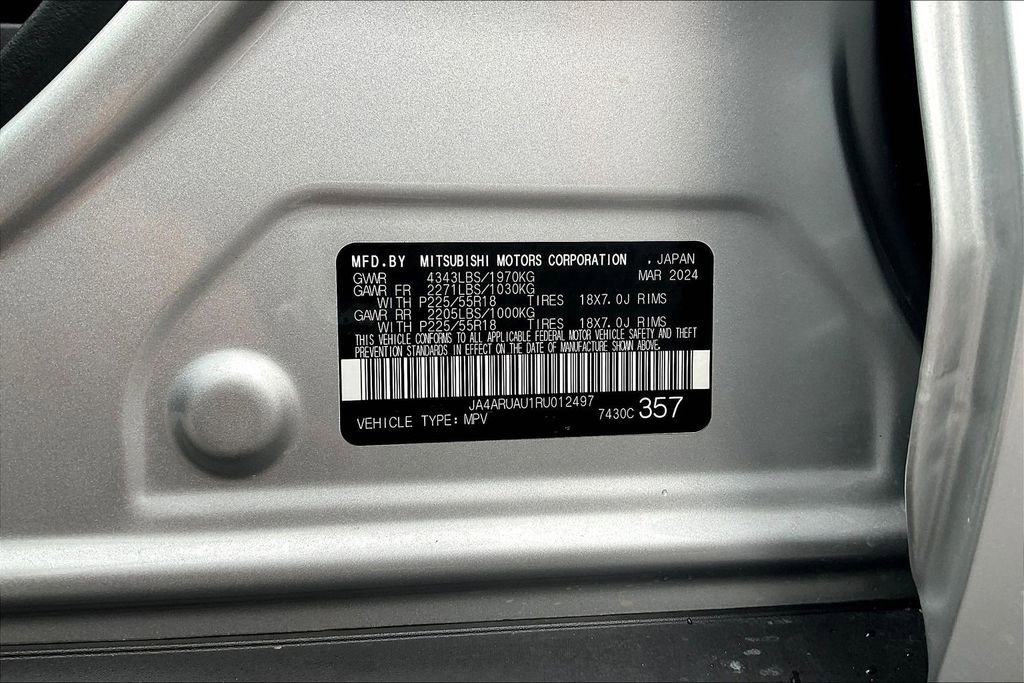 MFD.BY MITSUBISHI MOTORS CORPORATION , JAPAN
GWWR 4343LBS/1970KG MAR 2024
GAWR FR 2271LBS/1030KG
WITH P225/55R18 TIRES 18X7.0J RIMS
GAWR RR 2205LBS/1000KG
WITH P225/55R18 TIRES 18X7.0J RIMS
THIS VEHICLE CONFORMS TO ALL APPLICABLE FEDERAL MOTOR VEHICLE SAFETY AND THEFT
PREVENTION STANDARDS IN EFFECT ON THE DATE OF MANUFACTURE SHOWN ABOVE.
JA4ARUAU1RU012497
VEHICLE TYPE: MPV 7430C 357